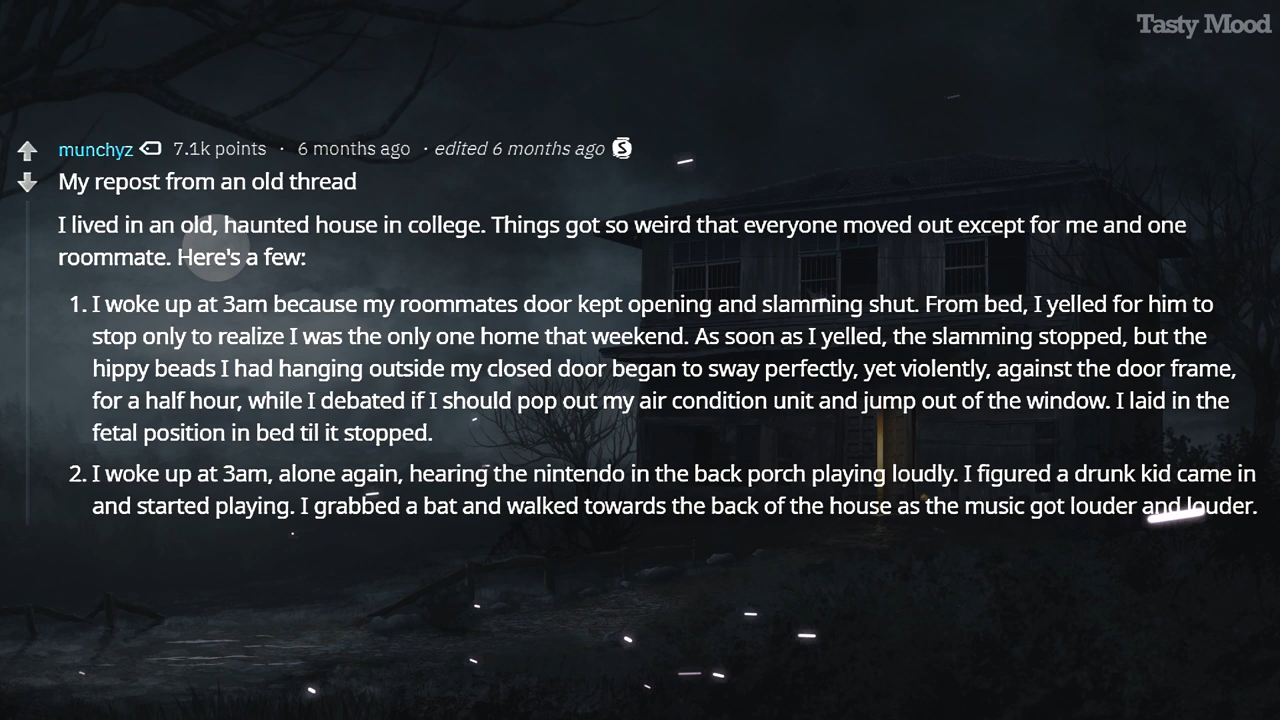 Tasty Mood
munchyz 7.1k points · 6 months ago · edited 6 months ago S
My repost from an old thread
I lived in an old, haunted house in college. Things got so weird that everyone moved out except for me and one
roommate. Here's a few:
1. I woke up at 3am because my roommates door kept opening and slamming shut. From bed, I yelled for him to
stop only to realize I was the only one home that weekend. As soon as I yelled, the slamming stopped, but the
hippy beads I had hanging outside my closed door began to sway perfectly, yet violently, against the door frame,
for a half hour, while I debated if I should pop out my air condition unit and jump out of the window. I laid in the
fetal position in bed til it stopped.
2. I woke up at 3am, alone again, hearing the nintendo in the back porch playing loudly. I figured a drunk kid came in
and started playing. I grabbed a bat and walked towards the back of the house as the music got louder and louder.